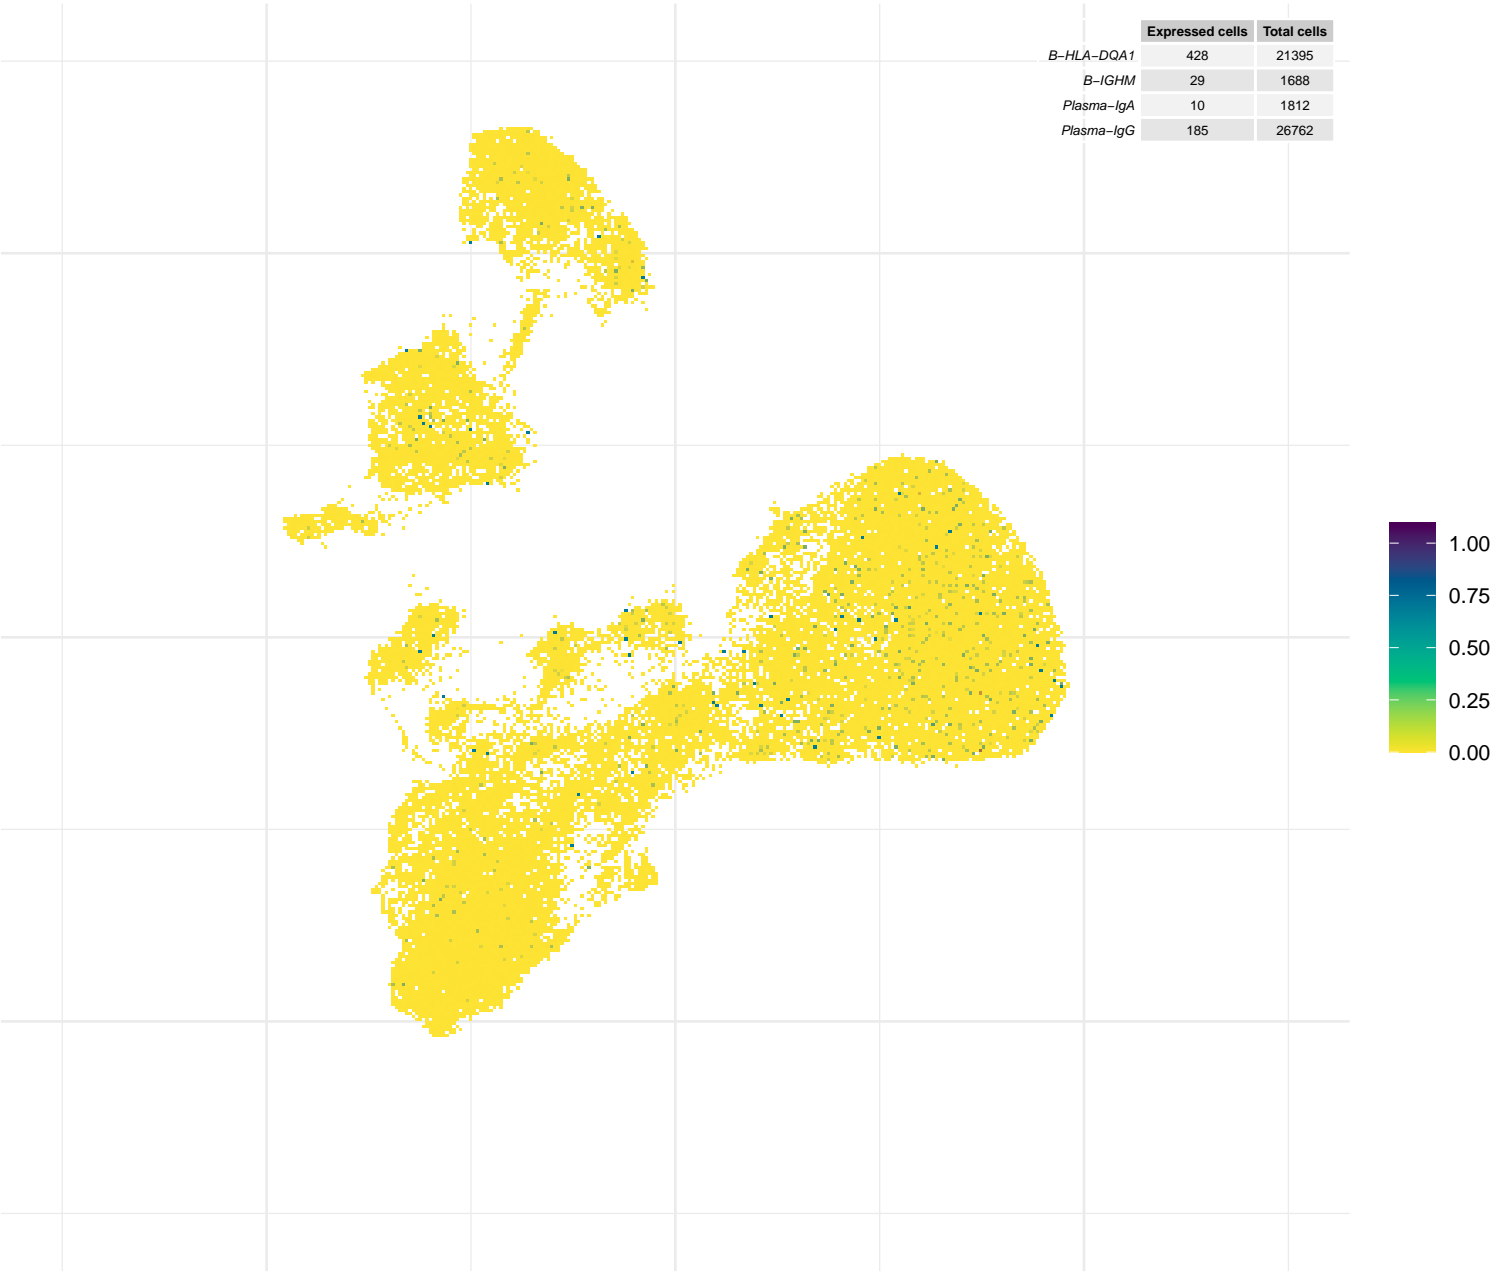 Expressed cells Total cells
B−HLA−DQA1 428 21395
B−IGHM 29 1688
Plasma−IgA 10 1812
Plasma−IgG 185 26762
1.00
0.75
0.50
0.25
0.00